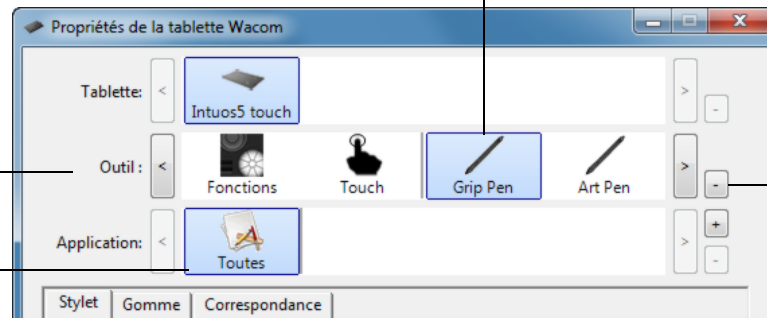 Propriétés de la tablette Wacom
Tablette: < Intuos5 touch > -
Outil : < Fonctions Touch Grip Pen Art Pen > -
Application: < Toutes > + -
Stylet Gomme Correspondance